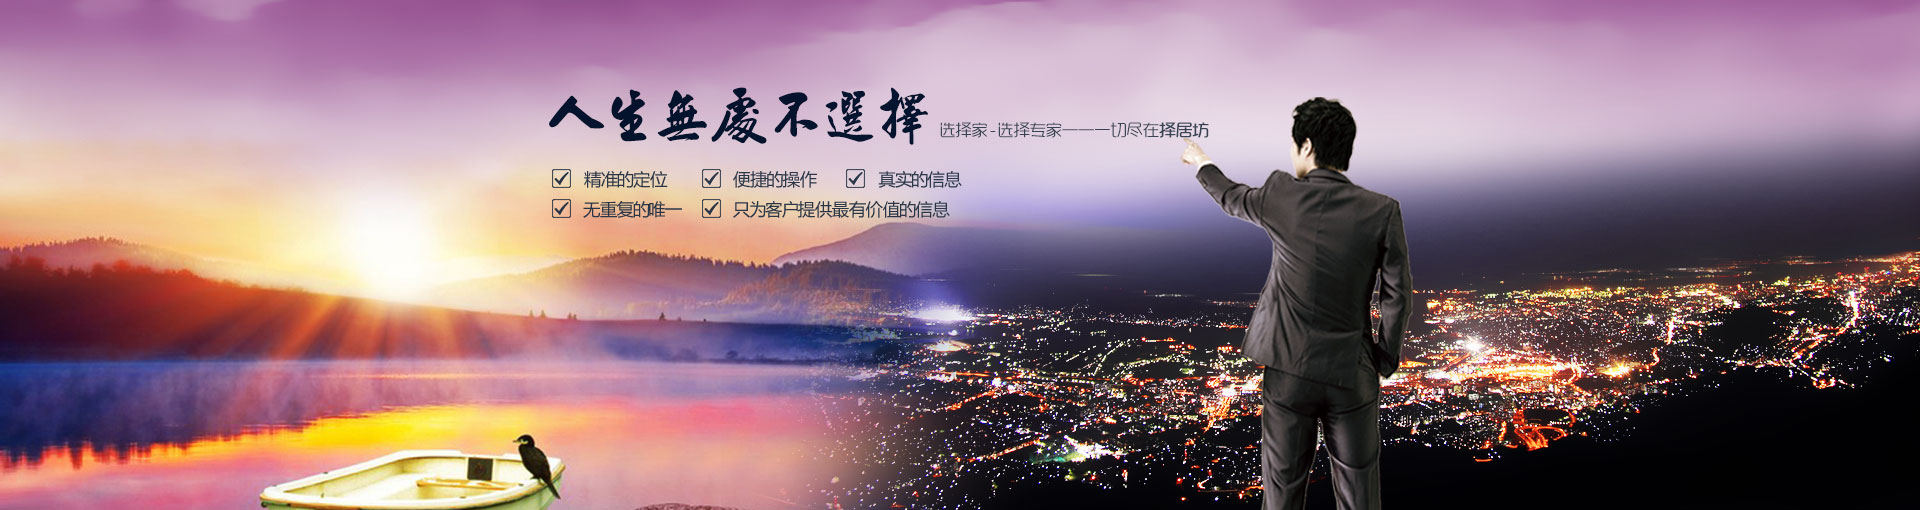 人生無處不選擇 选择家-选择专家———一切尽在择居坊
精准的定位 便捷的操作 真实的信息
无重复的唯一 只为客户提供最有价值的信息